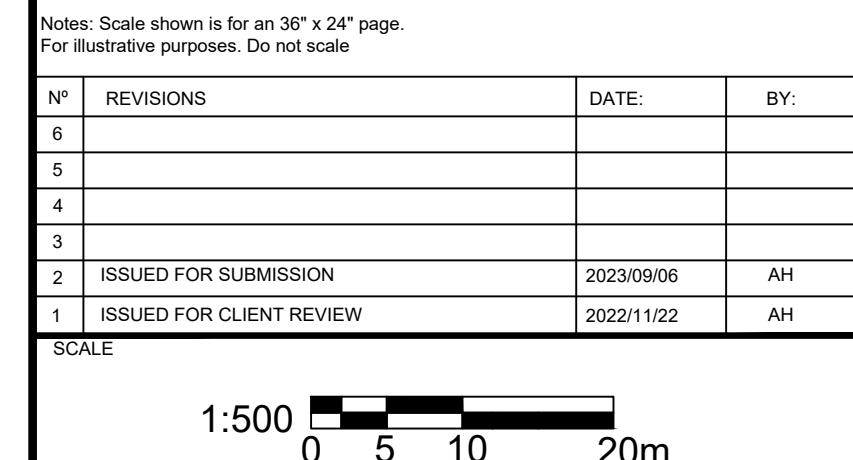 Notes: Scale shown is for an 36" x 24" page.
For illustrative purposes. Do not scale
Nº REVISIONS DATE: BY:
6
5
4
3
2 ISSUED FOR SUBMISSION 2023/09/06 AH
1 ISSUED FOR CLIENT REVIEW 2022/11/22 AH
SCALE
1:500
0 5 10 20m